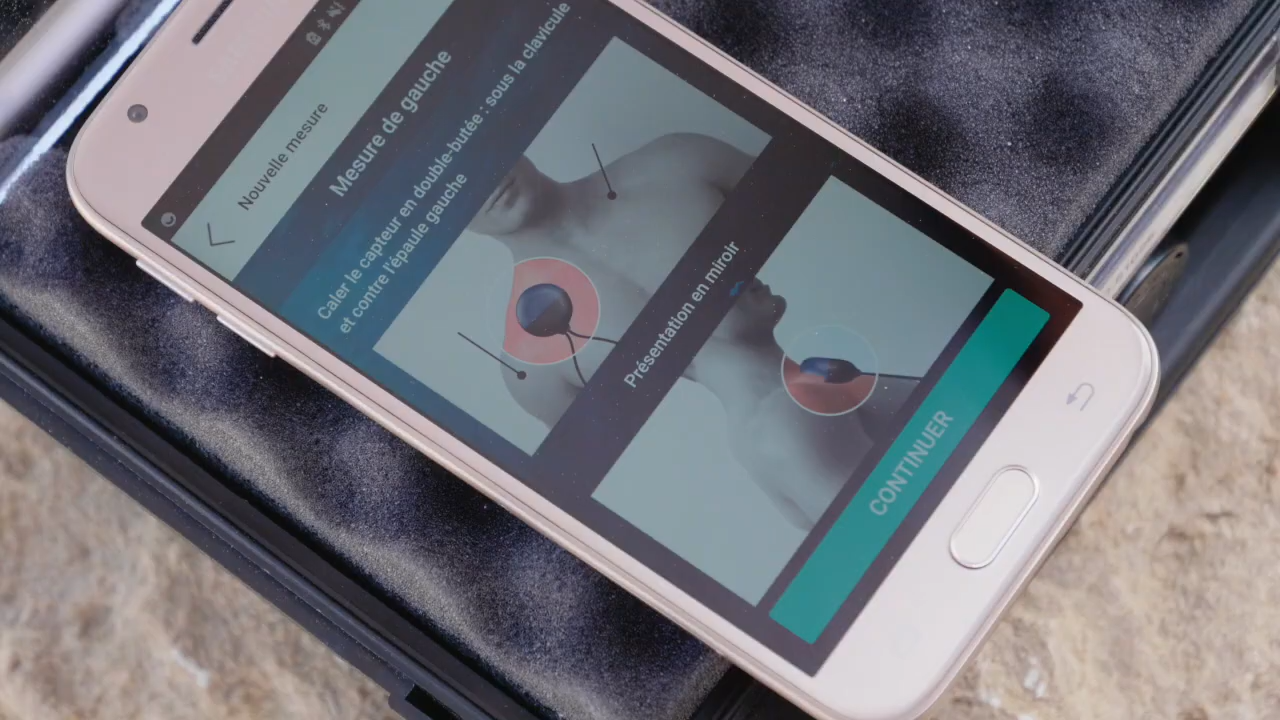 Nouvelle mesure
Mesure de gauche
Caler le capteur en double-butée : sous la clavicule
et contre l'épaule gauche
Présentation en miroir
CONTINUER